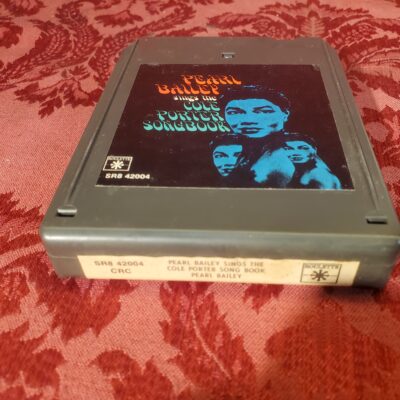 PEARL
BAILEY
sings the
COLE
PORTER
SONGBOOK
ROULETTE
SR8 42004
SR8 42004
CRC
PEARL BAILEY SINGS THE
COLE PORTER SONG BOOK
PEARL BAILEY
ROULETTE